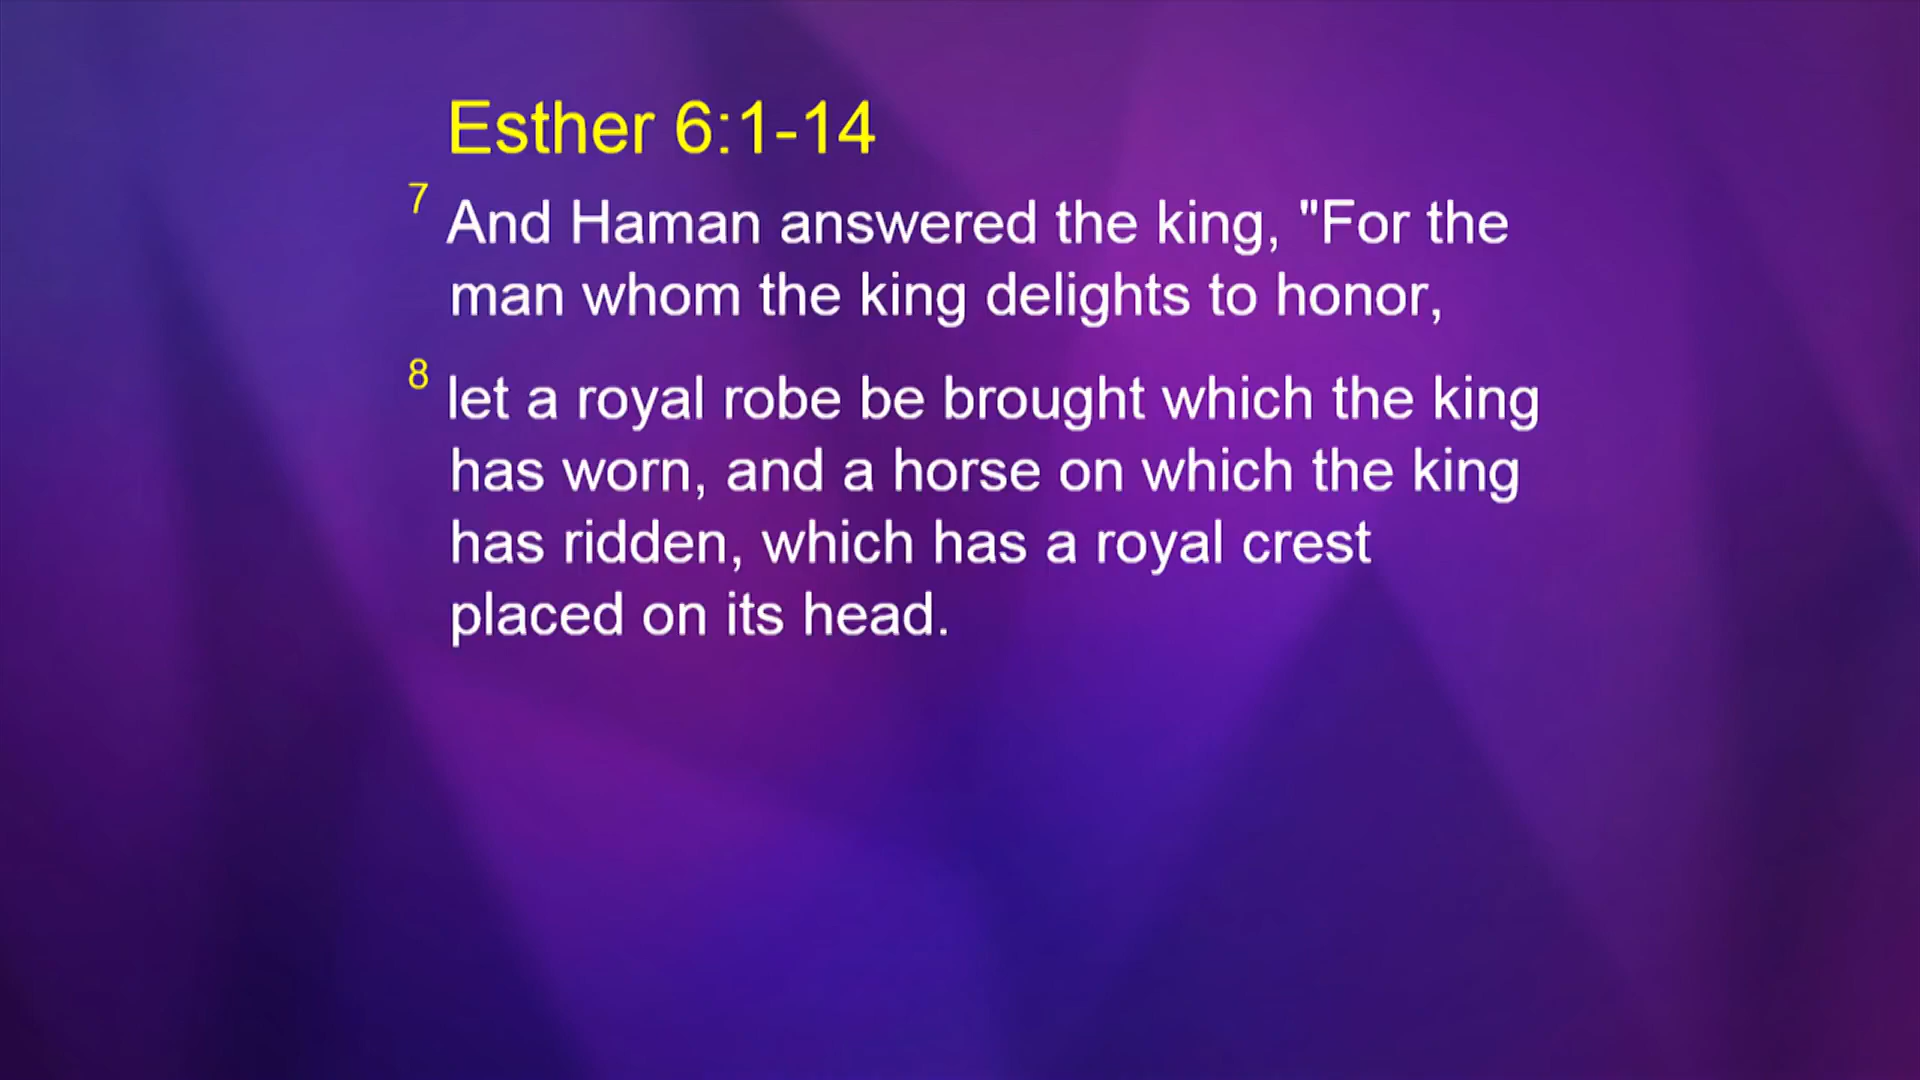 Esther 6:1-14
7 And Haman answered the king, "For the
man whom the king delights to honor,
8 let a royal robe be brought which the king
has worn, and a horse on which the king
has ridden, which has a royal crest
placed on its head.